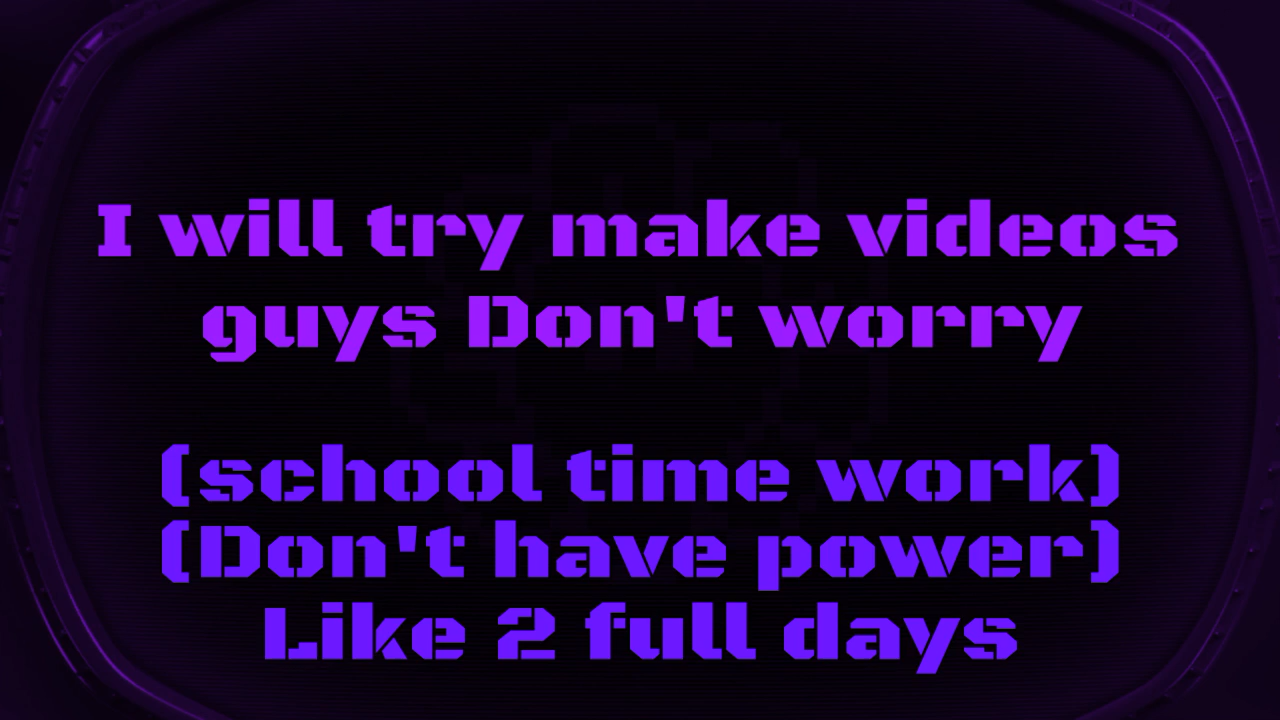 I will try make videos
guys Don't worry
(school time work)
(Don't have power)
Like 2 full days